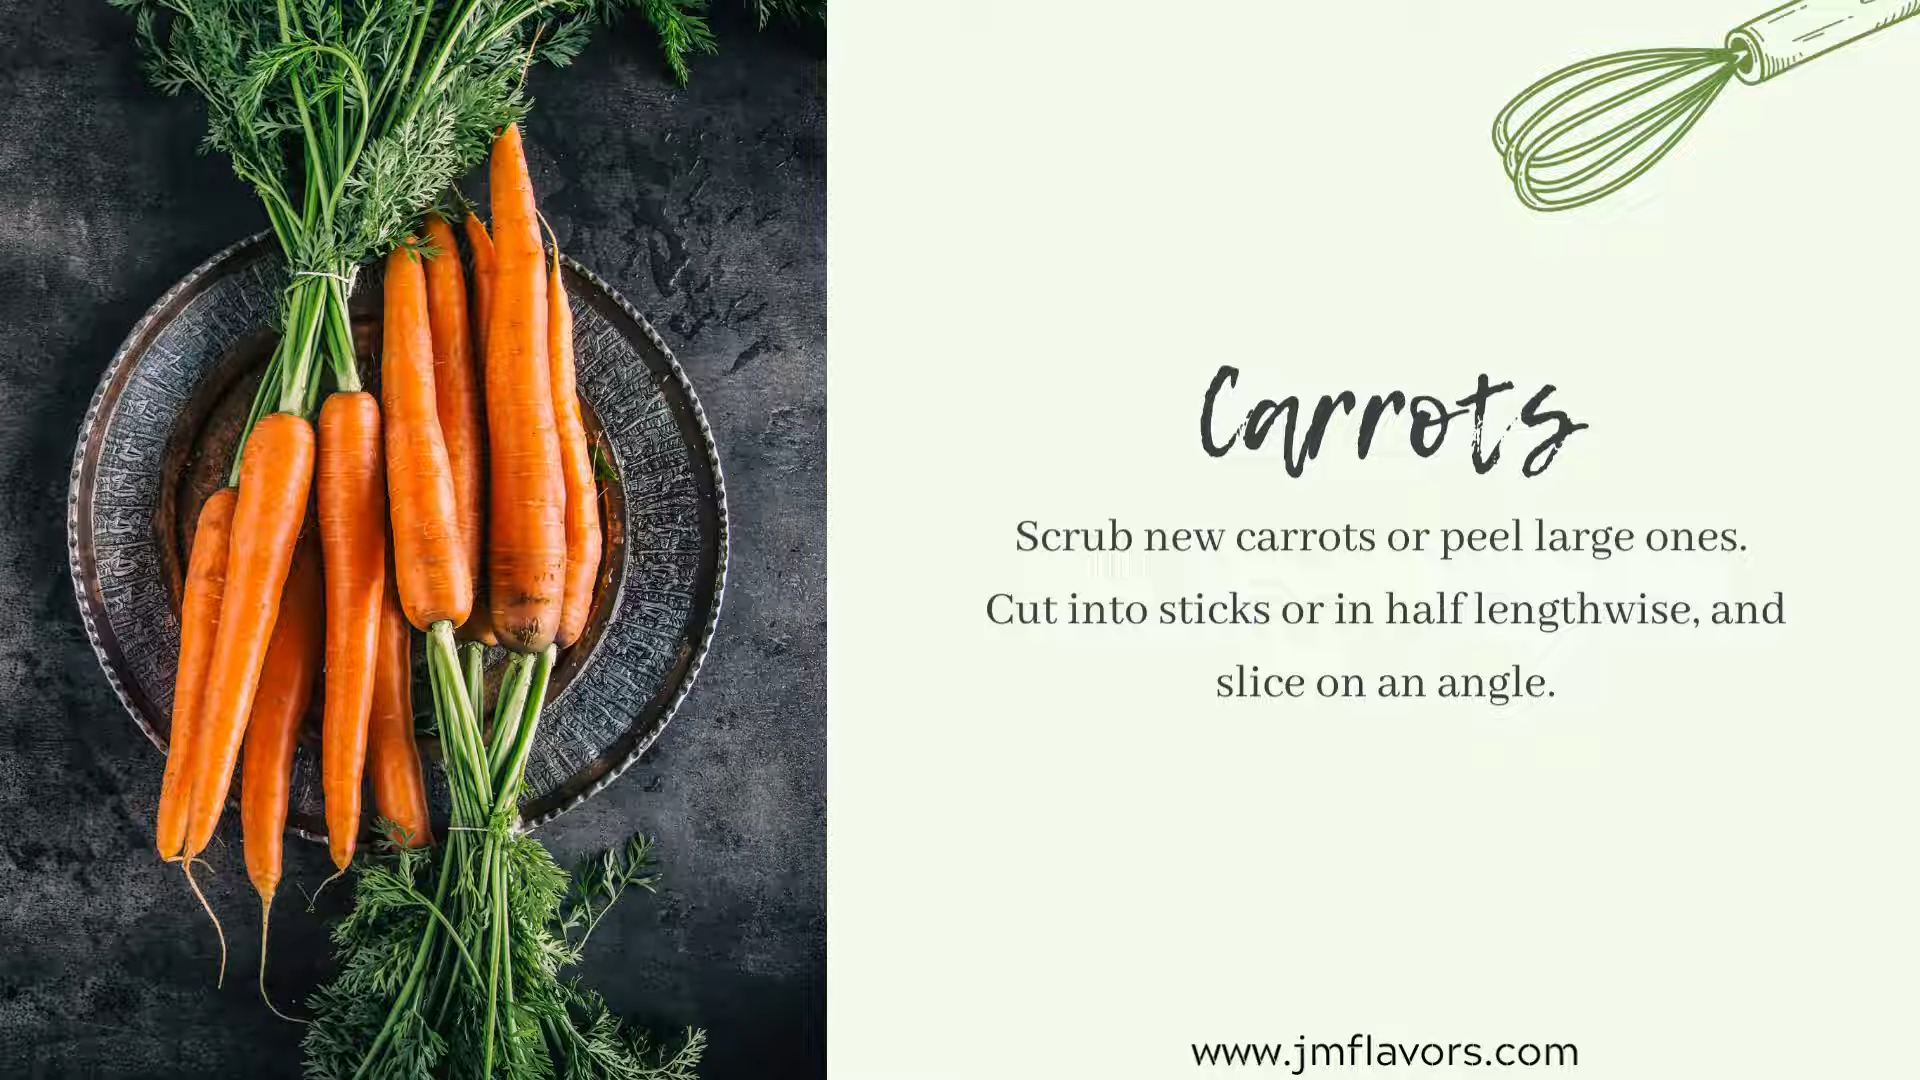 Carrots
Scrub new carrots or peel large ones.
Cut into sticks or in half lengthwise, and
slice on an angle.
www.jmflavors.com